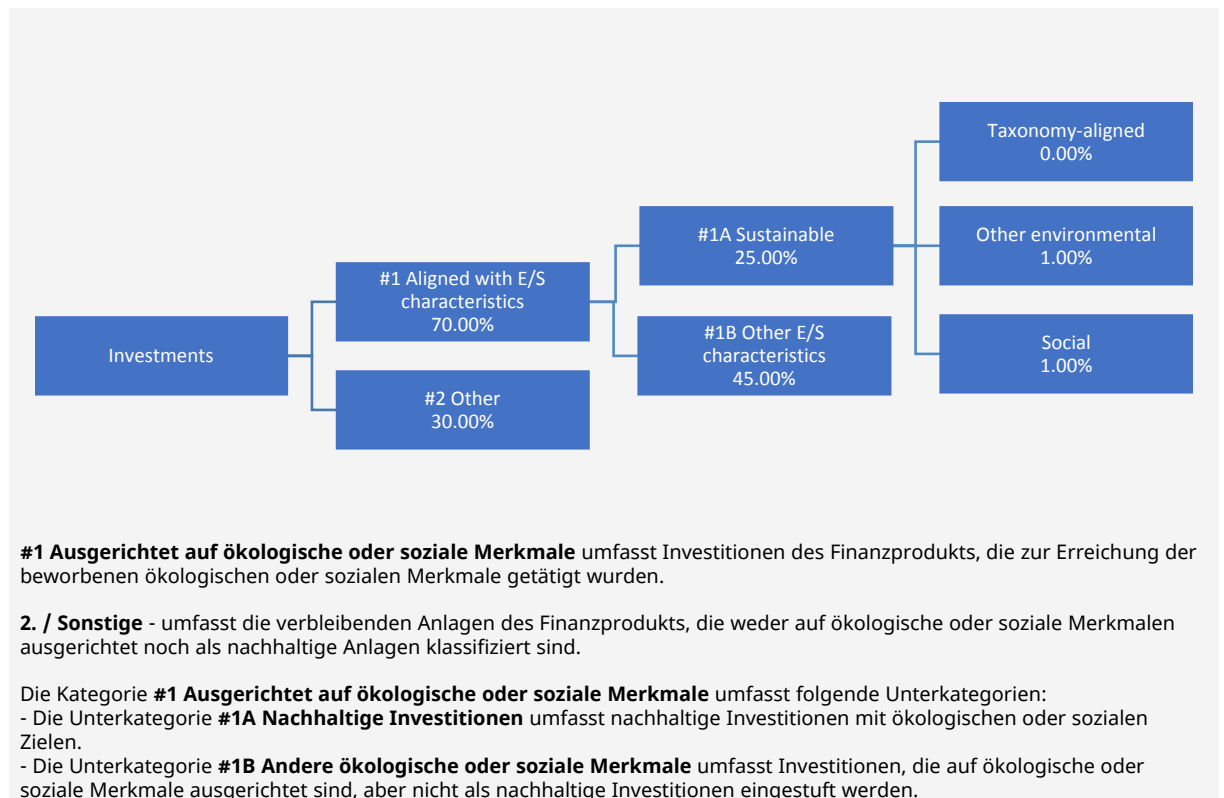 Taxonomy-aligned
0.00%
#1A Sustainable
25.00%
Other environmental
1.00%
#1 Aligned with E/S
characteristics
70.00%
Investments
#1B Other E/S
characteristics
45.00%
Social
1.00%
#2 Other
30.00%
#1 Ausgerichtet auf ökologische oder soziale Merkmale umfasst Investitionen des Finanzprodukts, die zur Erreichung der
beworbenen ökologischen oder sozialen Merkmale getätigt wurden.
2. / Sonstige - umfasst die verbleibenden Anlagen des Finanzprodukts, die weder auf ökologische oder soziale Merkmalen
ausgerichtet noch als nachhaltige Anlagen klassifiziert sind.
Die Kategorie #1 Ausgerichtet auf ökologische oder soziale Merkmale umfasst folgende Unterkategorien:
- Die Unterkategorie #1A Nachhaltige Investitionen umfasst nachhaltige Investitionen mit ökologischen oder sozialen
Zielen.
- Die Unterkategorie #1B Andere ökologische oder soziale Merkmale umfasst Investitionen, die auf ökologische oder
soziale Merkmale ausgerichtet sind, aber nicht als nachhaltige Investitionen eingestuft werden.